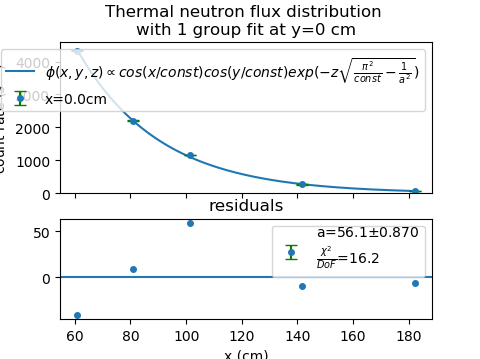 Thermal neutron flux distribution
with 1 group fit at y=0 cm
ϕ(x, y, z) ∝ cos(x/const)cos(y/const)exp(−z√(π²/const − 1/a²))
x=0.0cm
4000
2000
1000
0
count rate
residuals
50
0
a=56.1±0.870
χ²/DoF=16.2
60 80 100 120 140 160 180
x (cm)